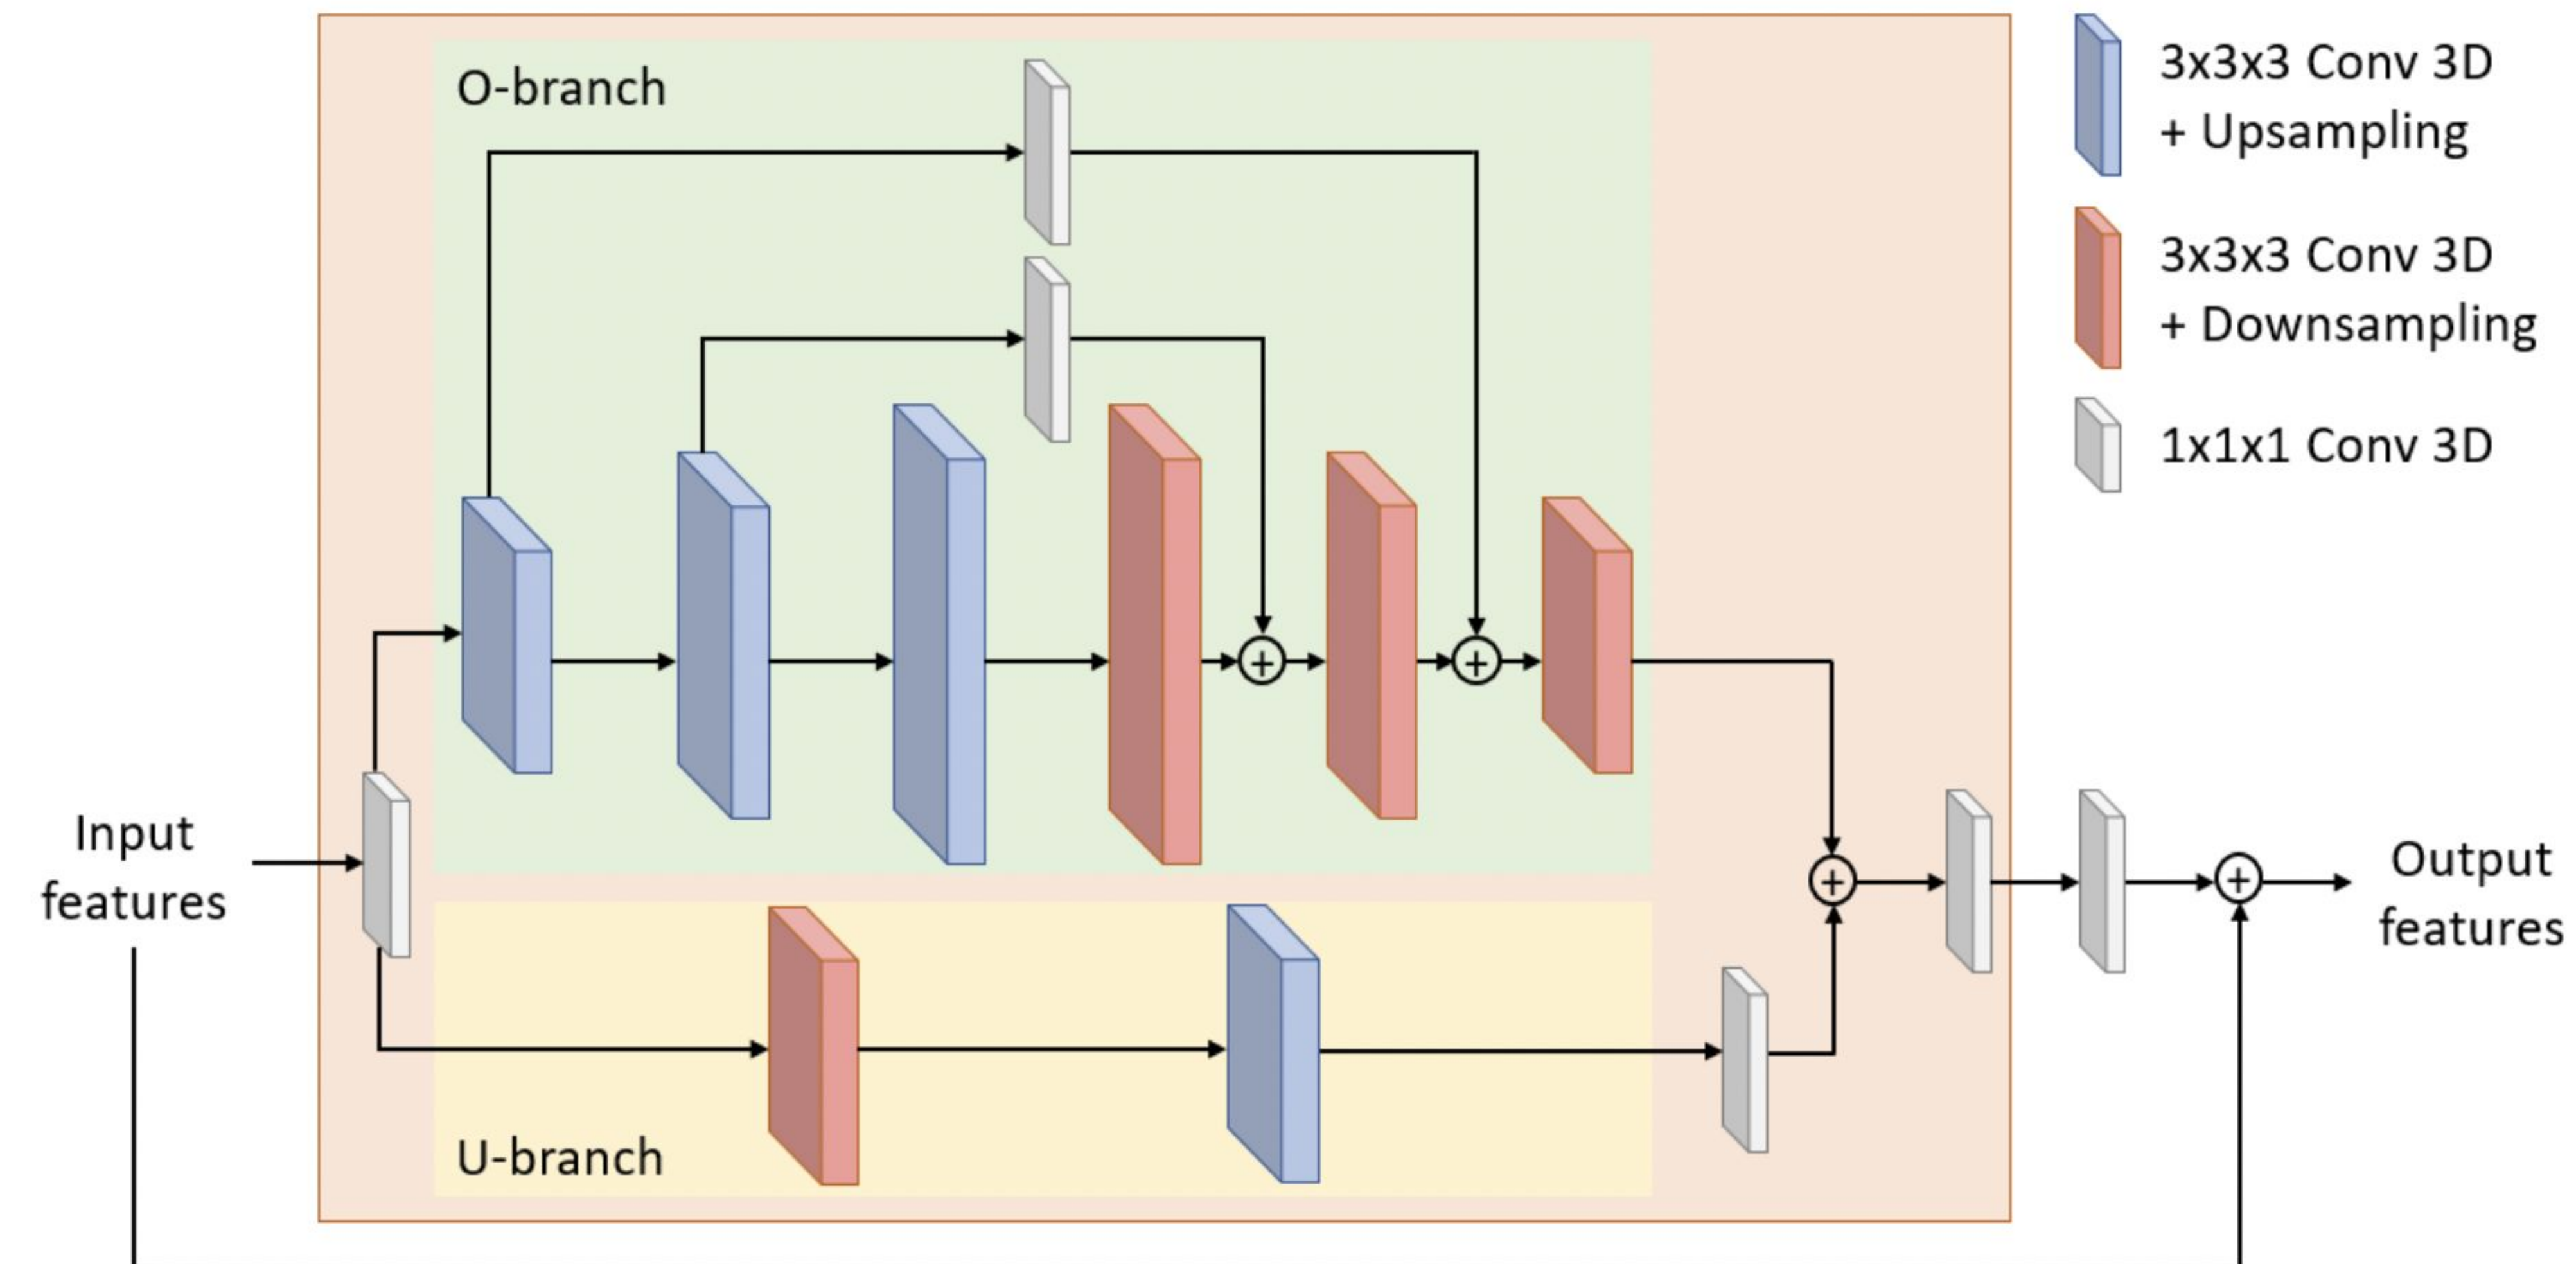 O-branch
3x3x3 Conv 3D
+ Upsampling
3x3x3 Conv 3D
+ Downsampling
1x1x1 Conv 3D
Input
features
+
+
+
+
Output
features
U-branch